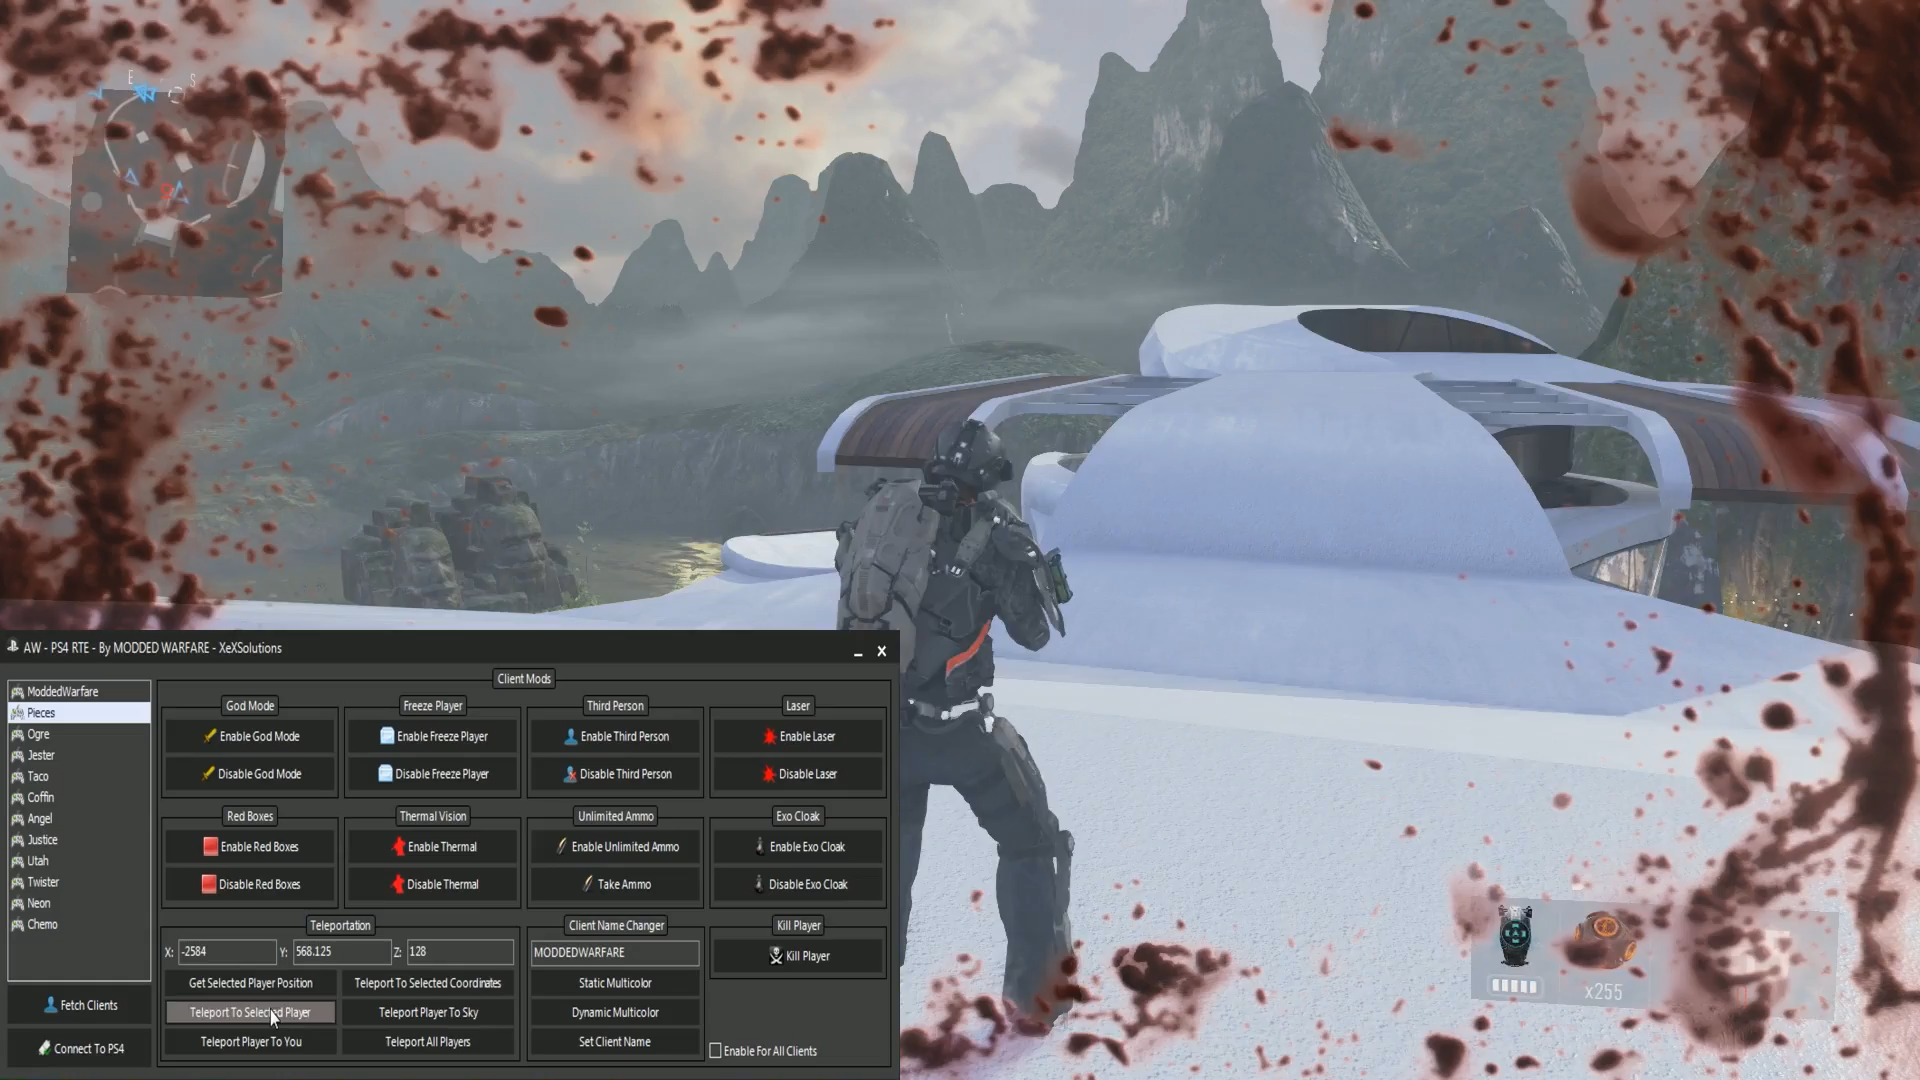 E
S
AW - PS4 RTE - By MODDED WARFARE - XeXSolutions
ModdedWarfare
Pieces
Ogre
Jester
Taco
Coffin
Angel
Justice
Utah
Twister
Neon
Chemo
Fetch Clients
Connect To PS4
Client Mods
God Mode
Enable God Mode
Disable God Mode
Freeze Player
Enable Freeze Player
Disable Freeze Player
Third Person
Enable Third Person
Disable Third Person
Laser
Enable Laser
Disable Laser
Red Boxes
Enable Red Boxes
Disable Red Boxes
Thermal Vision
Enable Thermal
Disable Thermal
Unlimited Ammo
Enable Unlimited Ammo
Take Ammo
Exo Cloak
Enable Exo Cloak
Disable Exo Cloak
Teleportation
X: -2584 Y: 568.125 Z: 128
Get Selected Player Position
Teleport To Selected Coordinates
Teleport To Selected Player
Teleport Player To Sky
Teleport Player To You
Teleport All Players
Client Name Changer
MODDEDWARFARE
Static Multicolor
Dynamic Multicolor
Set Client Name
Kill Player
Kill Player
Enable For All Clients
x255